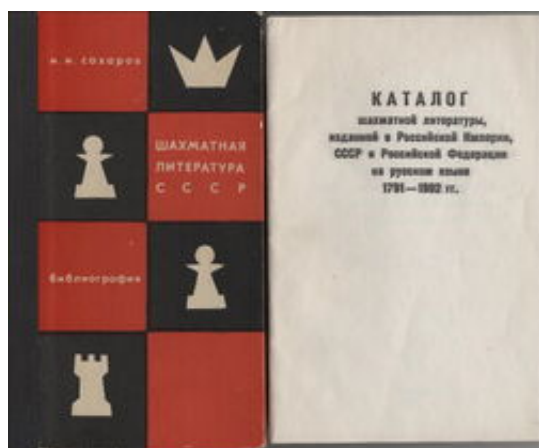 н. и. сахаров
ШАХМАТНАЯ
ЛИТЕРАТУРА
СССР
библиография
КАТАЛОГ
шахматной литературы,
изданной в Российской Империи,
СССР и Российской Федерации
на русском языке
1791—1992 гг.